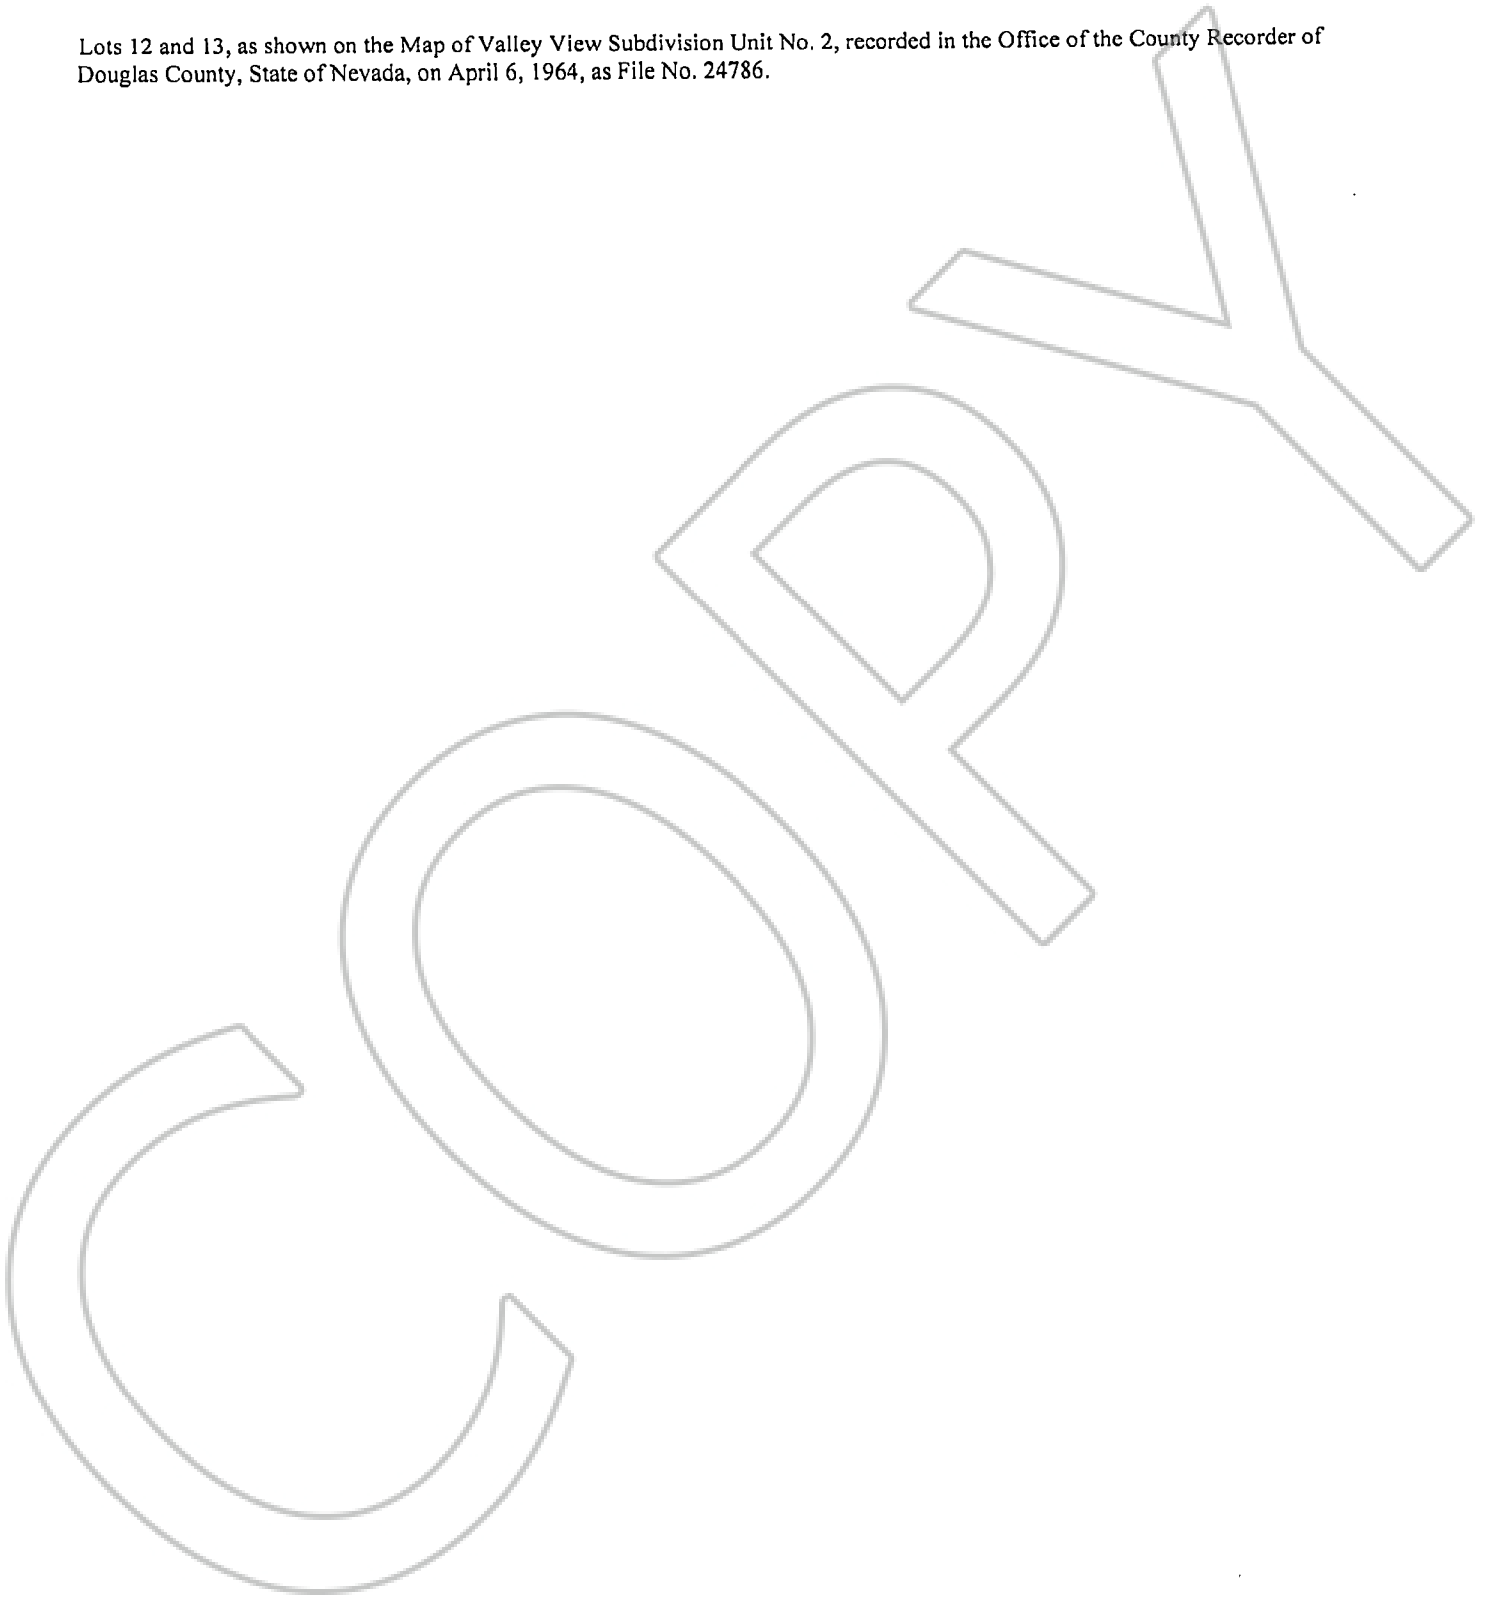 Lots 12 and 13, as shown on the Map of Valley View Subdivision Unit No. 2, recorded in the Office of the County Recorder of
Douglas County, State of Nevada, on April 6, 1964, as File No. 24786.
COPY